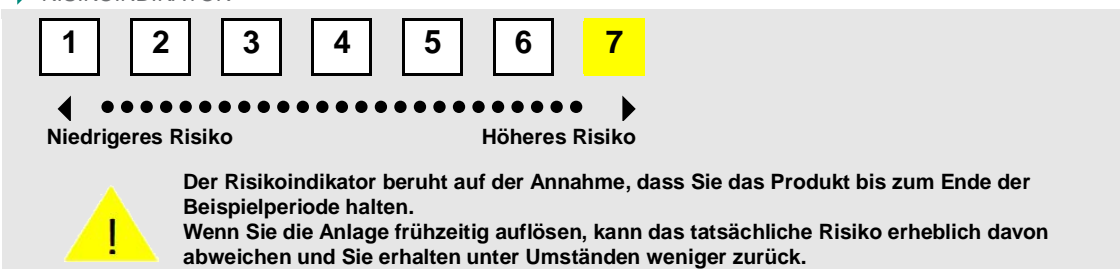 RISIKOINDIKATOR
1 2 3 4 5 6 7
Niedrigeres Risiko Höheres Risiko
Der Risikoindikator beruht auf der Annahme, dass Sie das Produkt bis zum Ende der
Beispielperiode halten.
! Wenn Sie die Anlage frühzeitig auflösen, kann das tatsächliche Risiko erheblich davon
abweichen und Sie erhalten unter Umständen weniger zurück.